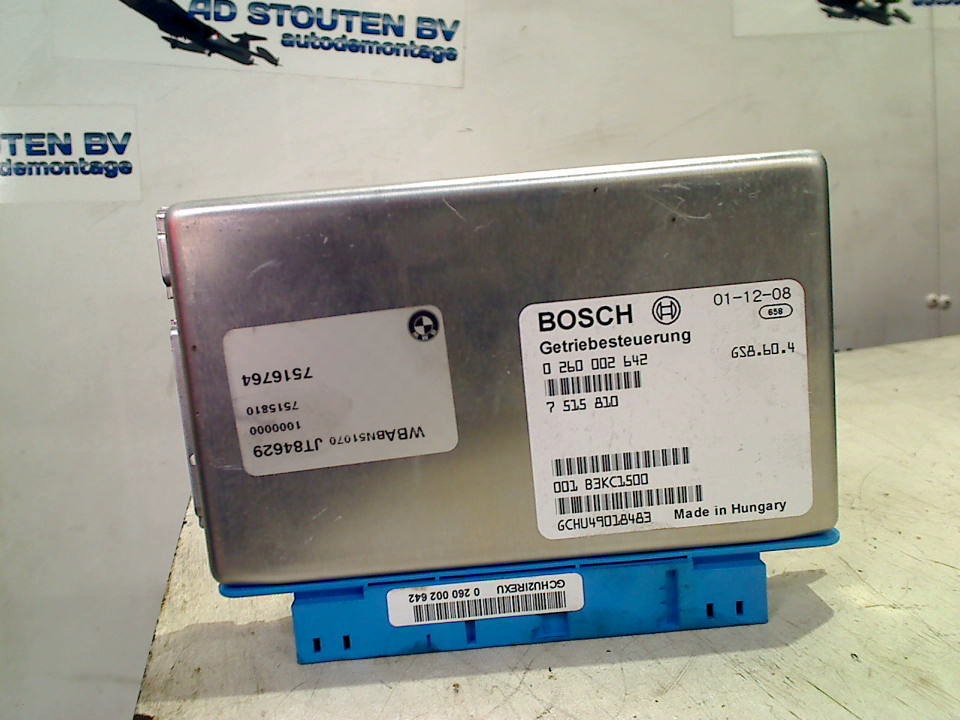 AD STOUTEN BV
autodemontage
TEN BV
demontage
BOSCH
01-12-08
658
Getriebesteuerung
0 260 002 642
GS8.60.4
7 515 810
001 B3KC1500
GCHU49018483
Made in Hungary
WBABN51070 JT84629
1000000
7515810
7516764
GCHU2IREXU
0 260 002 642